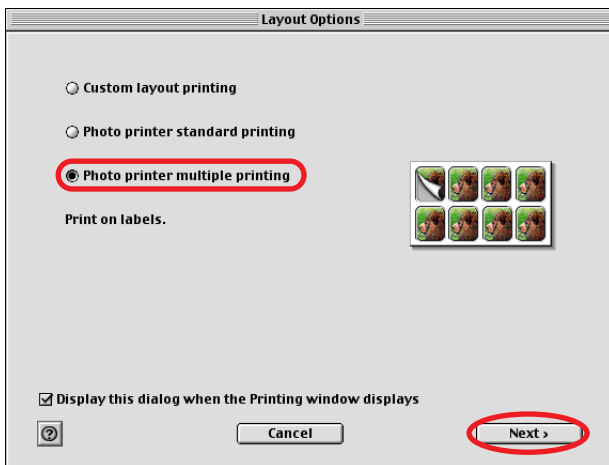 Layout Options
Custom layout printing
Photo printer standard printing
Photo printer multiple printing
Print on labels.
Display this dialog when the Printing window displays
?
Cancel
Next ›